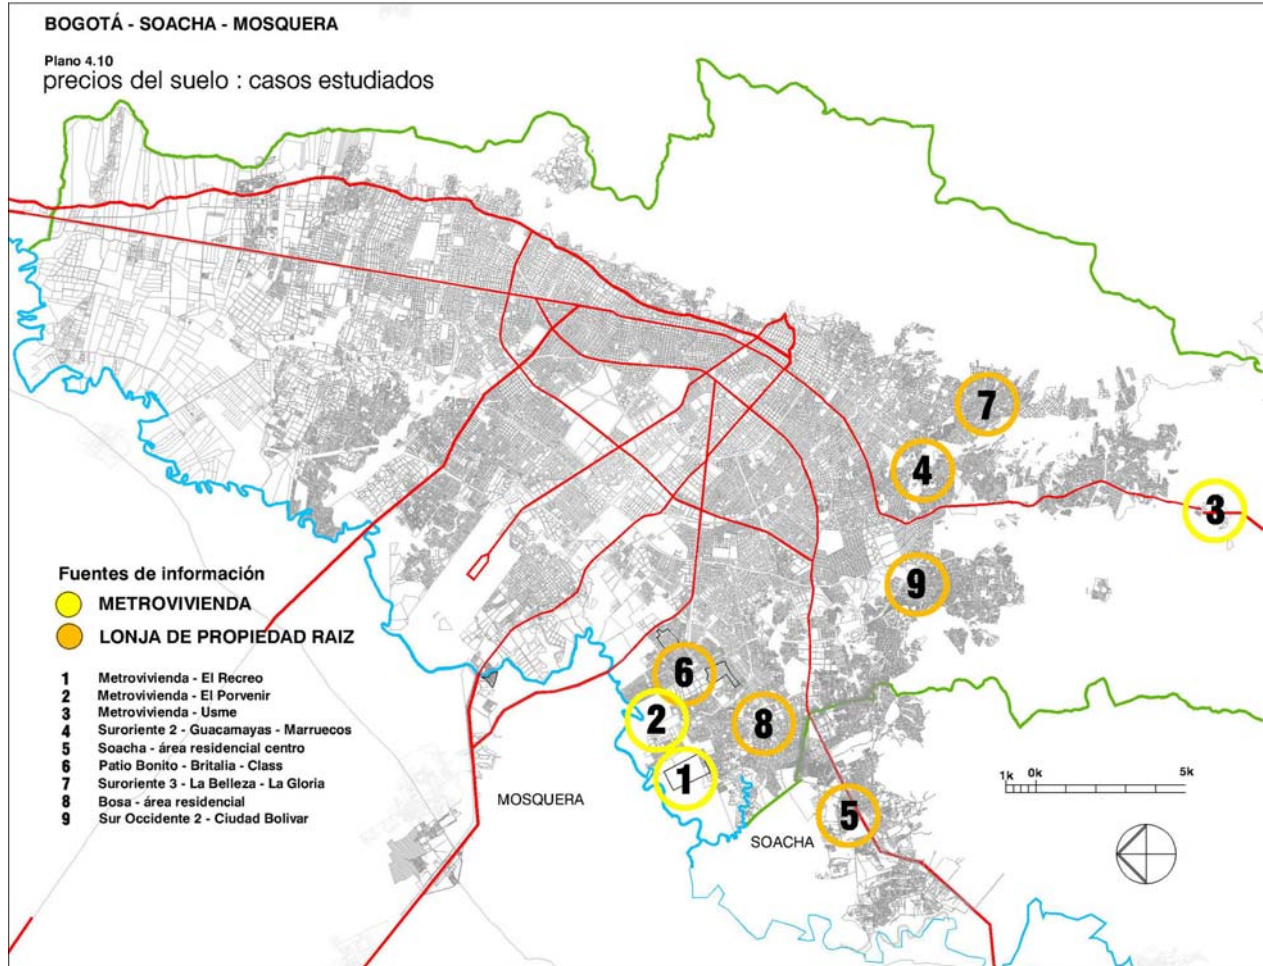 BOGOTÁ - SOACHA - MOSQUERA
Plano 4.10
precios del suelo : casos estudiados
7
4
3
9
Fuentes de información
METROVIVIENDA
LONJA DE PROPIEDAD RAIZ
1 Metrovivienda - El Recreo
2 Metrovivienda - El Porvenir
3 Metrovivienda - Usme
4 Suroriente 2 - Guacamayas - Marruecos
5 Soacha - área residencial centro
6 Patio Bonito - Britalia - Class
7 Suroriente 3 - La Belleza - La Gloria
8 Bosa - área residencial
9 Sur Occidente 2 - Ciudad Bolivar
6
2
8
1
5
MOSQUERA
SOACHA
1k 0k 5k